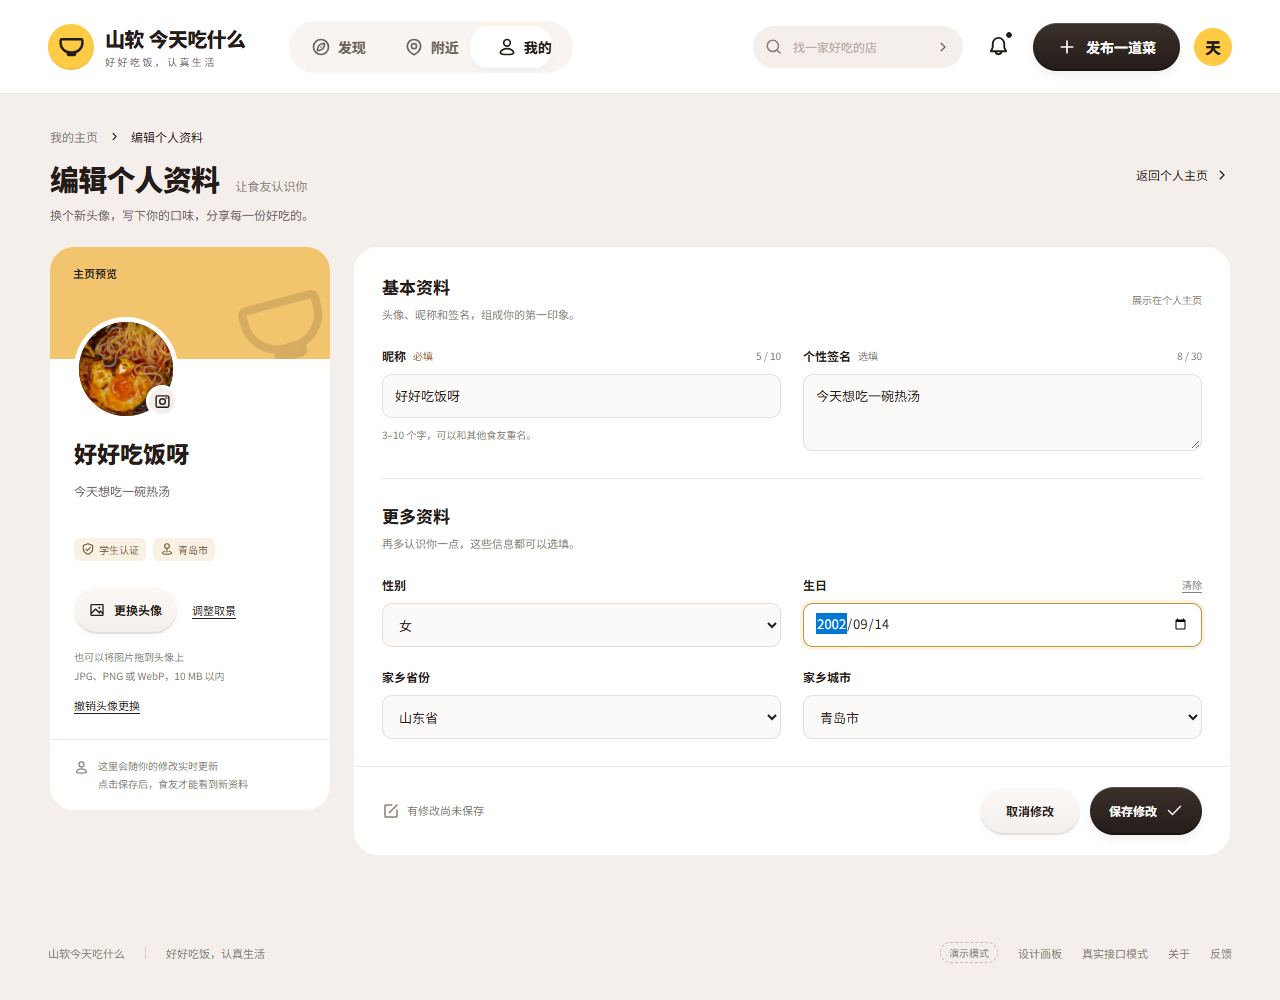 山软 今天吃什么
好好吃饭，认真生活
发现
附近
我的
找一家好吃的店
发布一道菜
天
我的主页
编辑个人资料
编辑个人资料
让食友认识你
换个新头像，写下你的口味，分享每一份好吃的。
返回个人主页
主页预览
好好吃饭呀
今天想吃一碗热汤
学生认证
青岛市
更换头像
调整取景
也可以将图片拖到头像上
JPG、PNG 或 WebP，10 MB 以内
撤销头像更换
这里会随你的修改实时更新
点击保存后，食友才能看到新资料
基本资料
头像、昵称和签名，组成你的第一印象。
展示在个人主页
昵称 必填
5 / 10
好好吃饭呀
3–10 个字，可以和其他食友重名。
个性签名 选填
8 / 30
今天想吃一碗热汤
更多资料
再多认识你一点，这些信息都可以选填。
性别
女
生日
清除
2002/09/14
家乡省份
山东省
家乡城市
青岛市
有修改尚未保存
取消修改
保存修改
山软今天吃什么
好好吃饭，认真生活
演示模式
设计画板
真实接口模式
关于
反馈